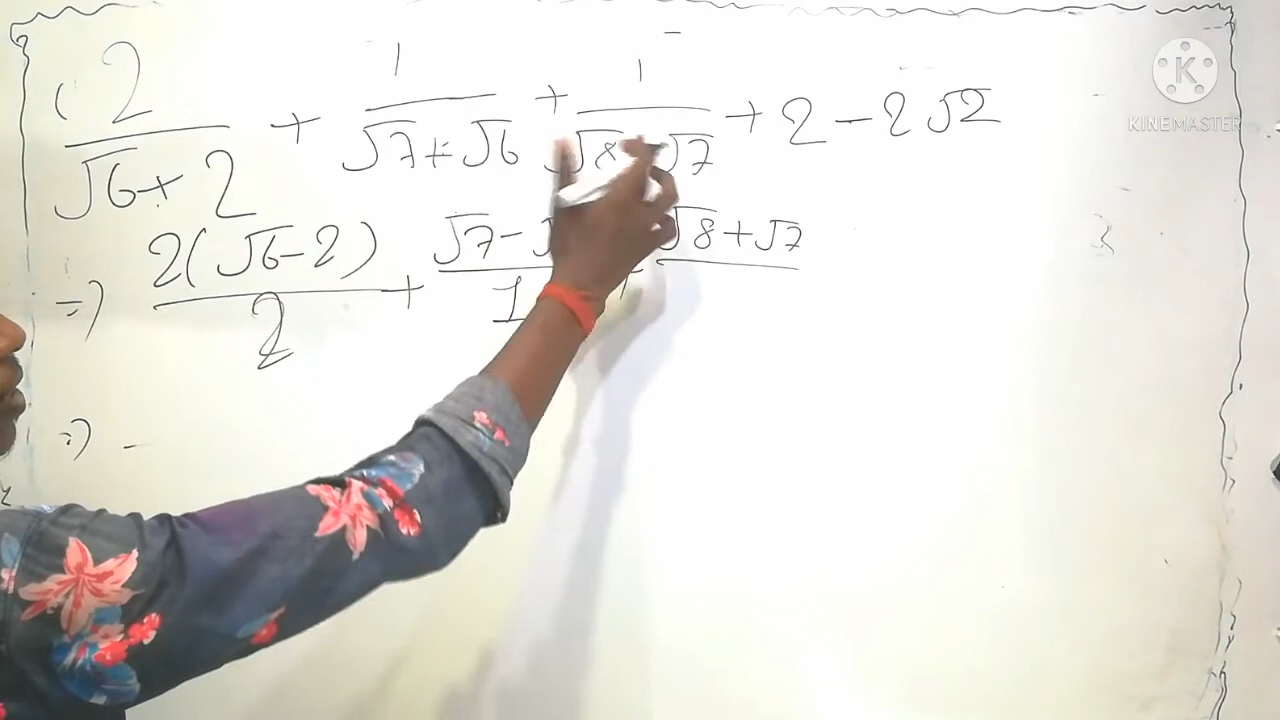 ( 2 1 1
√6 + 2 + √7 + √6 + √8 √7 + 2 - 2√2
=) 2(√6-2) / 2 + √7 - √ / 1 + √8 + √7
=) -
K
KINEMASTER